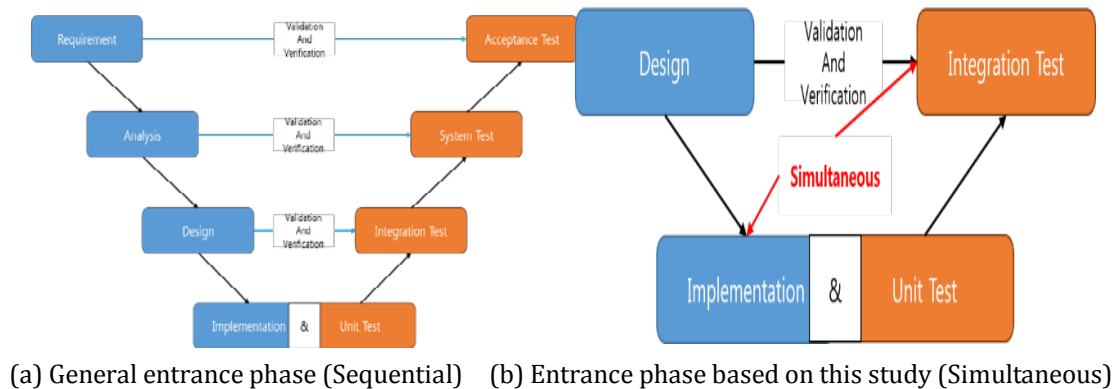 Requirement
Validation
And
Verification
Acceptance Test
Analysis
Validation
And
Verification
System Test
Design
Validation
And
Verification
Integration Test
Implementation
&
Unit Test
Design
Validation
And
Verification
Integration Test
Simultaneous
Implementation
&
Unit Test
(a) General entrance phase (Sequential)
(b) Entrance phase based on this study (Simultaneous)